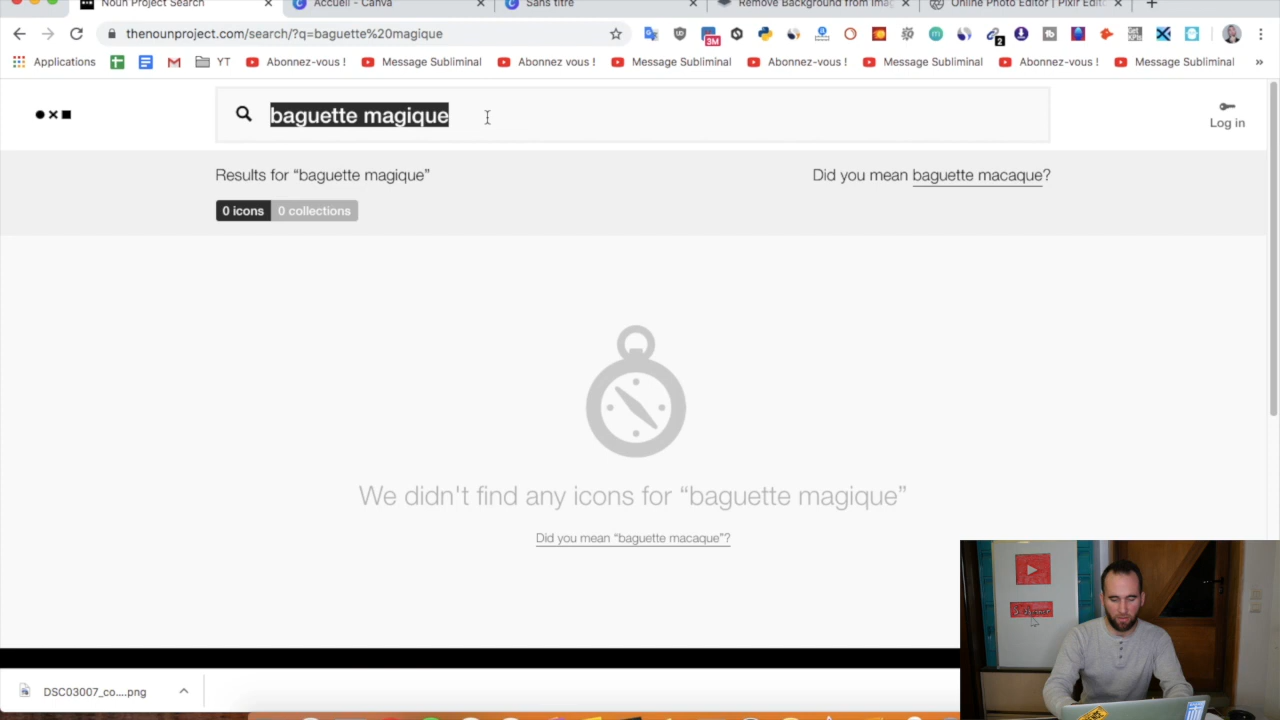 Noun Project Search
Accueil - Canva
Sans titre
Remove Background from Imag
Online Photo Editor | Pixlr Edit
thenounproject.com/search/?q=baguette%20magique
3M
2
Applications
YT
Abonnez-vous !
Message Subliminal
Abonnez vous !
Message Subliminal
Abonnez-vous !
Message Subliminal
Abonnez-vous !
Message Subliminal
»
baguette magique
Log in
Results for “baguette magique”
Did you mean baguette macaque?
0 icons
0 collections
We didn't find any icons for “baguette magique”
Did you mean “baguette macaque”?
DSC03007_co....png